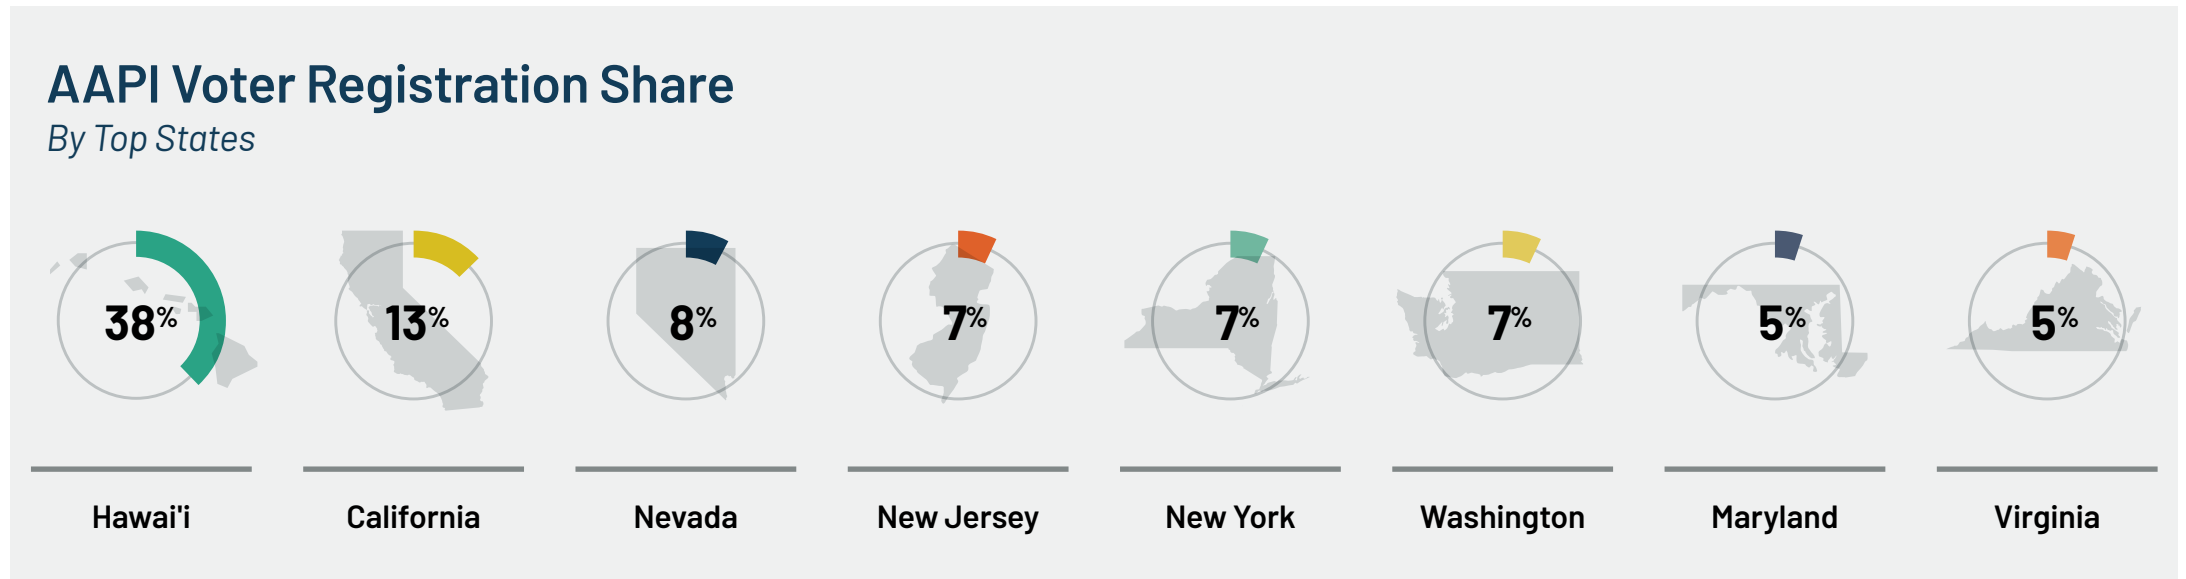 AAPI Voter Registration Share
By Top States
38%
13%
8%
7%
7%
7%
5%
5%
Hawai'i
California
Nevada
New Jersey
New York
Washington
Maryland
Virginia